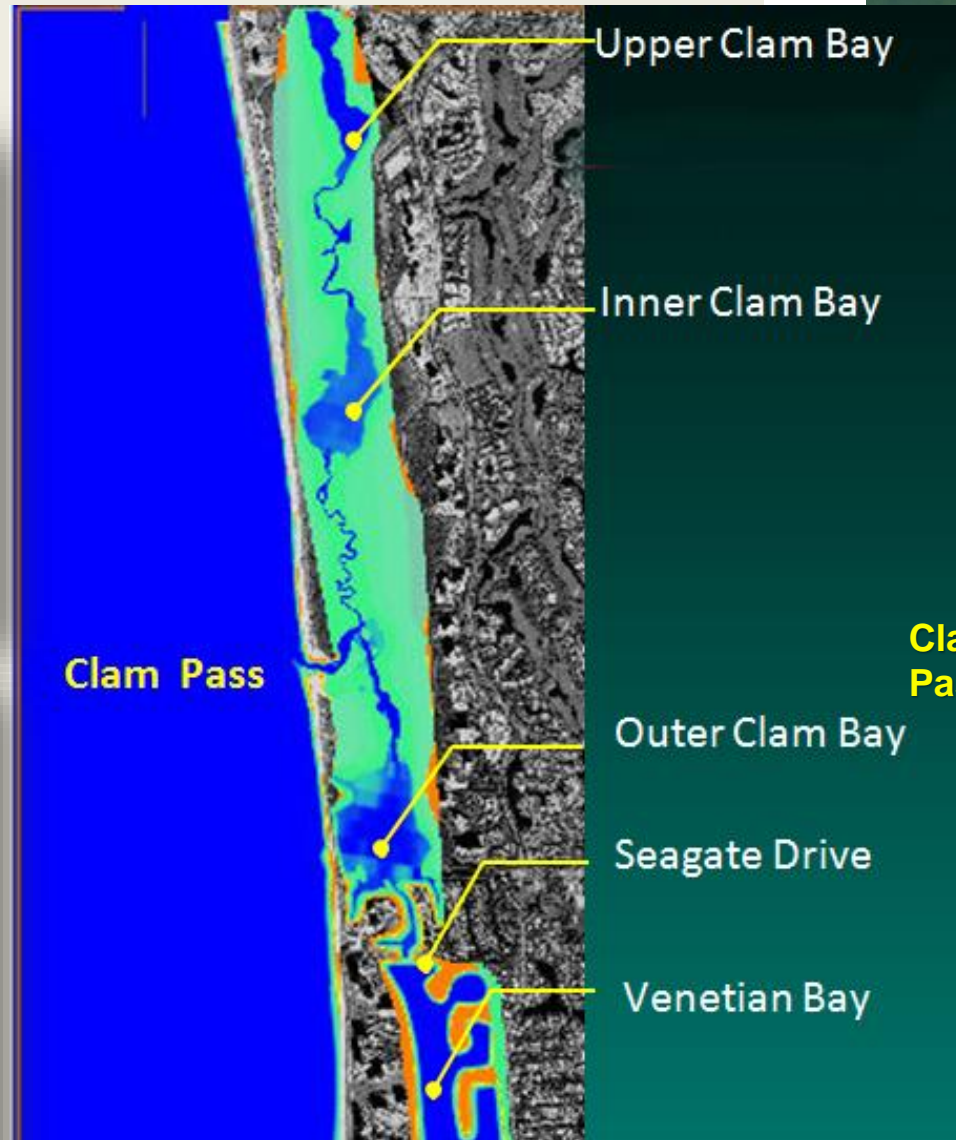 Upper Clam Bay
Inner Clam Bay
Clam Pass
Outer Clam Bay
Seagate Drive
Venetian Bay